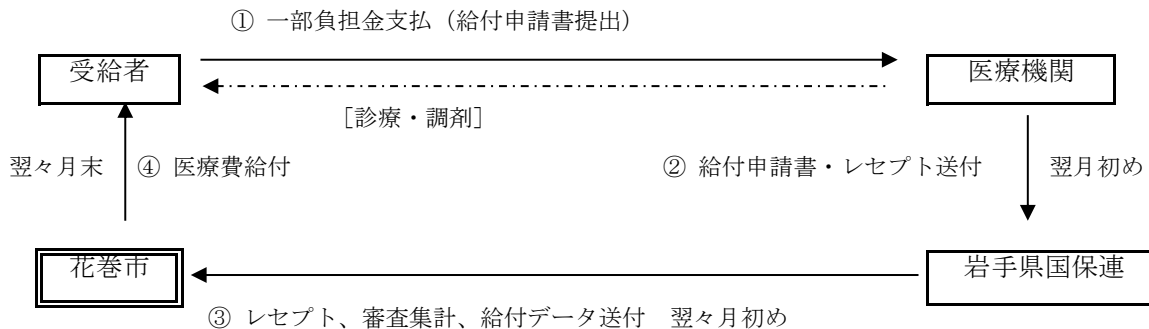 ① 一部負担金支払（給付申請書提出）
受給者
医療機関
［診療・調剤］
翌々月末 ④ 医療費給付
② 給付申請書・レセプト送付 翌月初め
花巻市
岩手県国保連
③ レセプト、審査集計、給付データ送付 翌々月初め